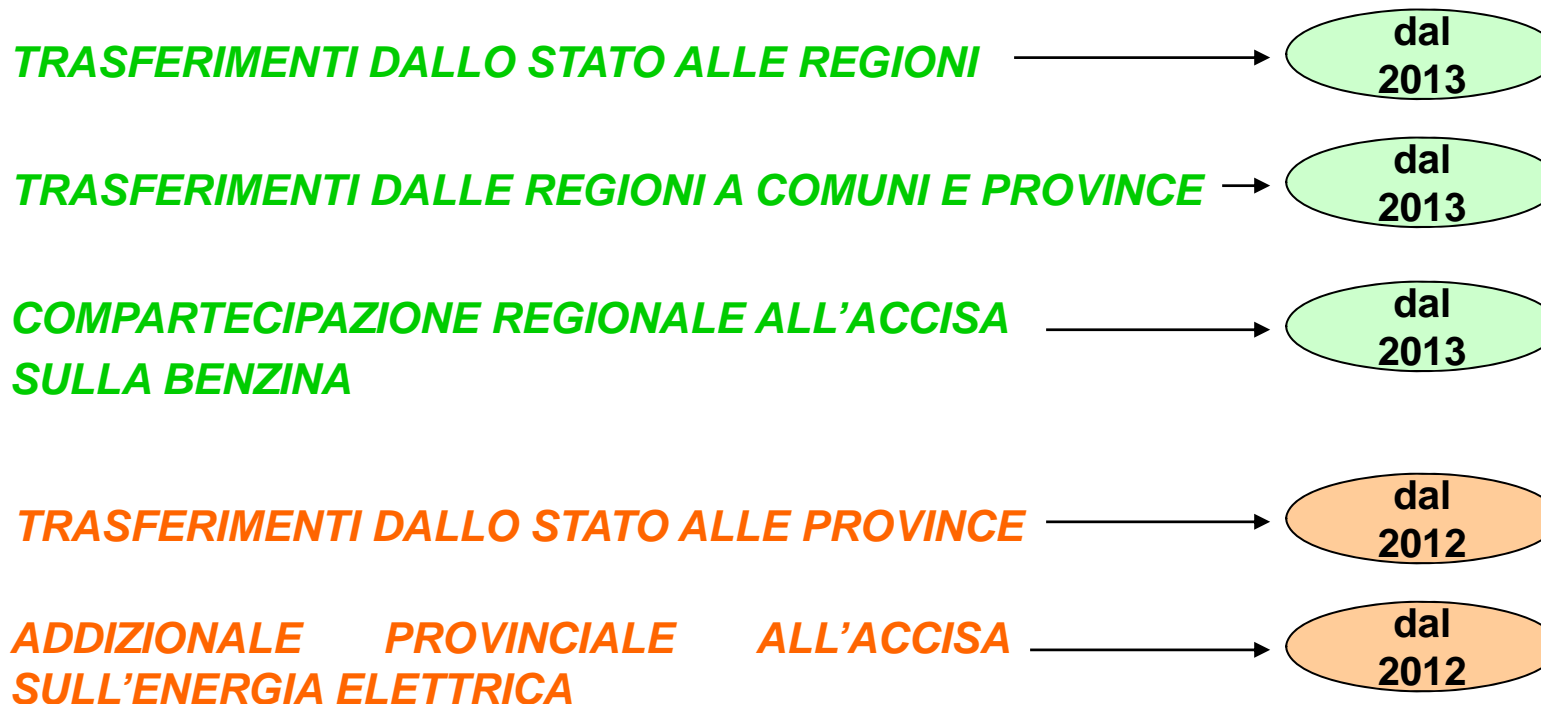 TRASFERIMENTI DALLO STATO ALLE REGIONI
dal
2013
TRASFERIMENTI DALLE REGIONI A COMUNI E PROVINCE
dal
2013
COMPARTECIPAZIONE REGIONALE ALL’ACCISA
SULLA BENZINA
dal
2013
TRASFERIMENTI DALLO STATO ALLE PROVINCE
dal
2012
ADDIZIONALE PROVINCIALE ALL’ACCISA
SULL’ENERGIA ELETTRICA
dal
2012